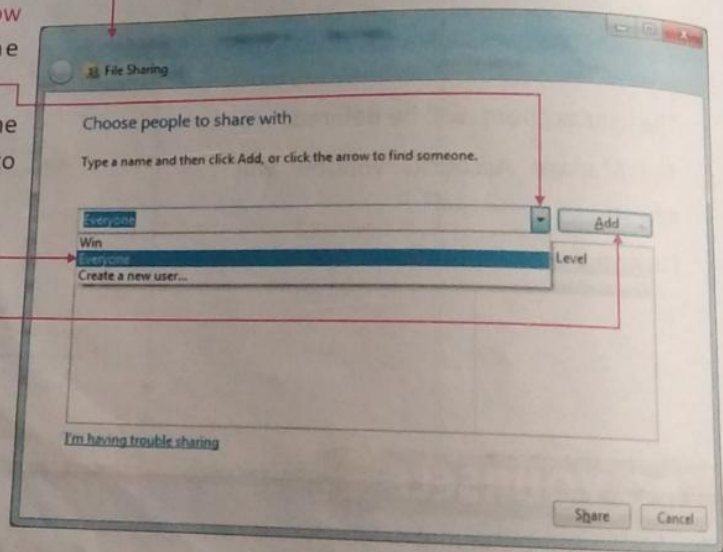 File Sharing
Choose people to share with
Type a name and then click Add, or click the arrow to find someone.
Everyone
Add
Win
Everyone
Level
Create a new user...
I'm having trouble sharing
Share
Cancel